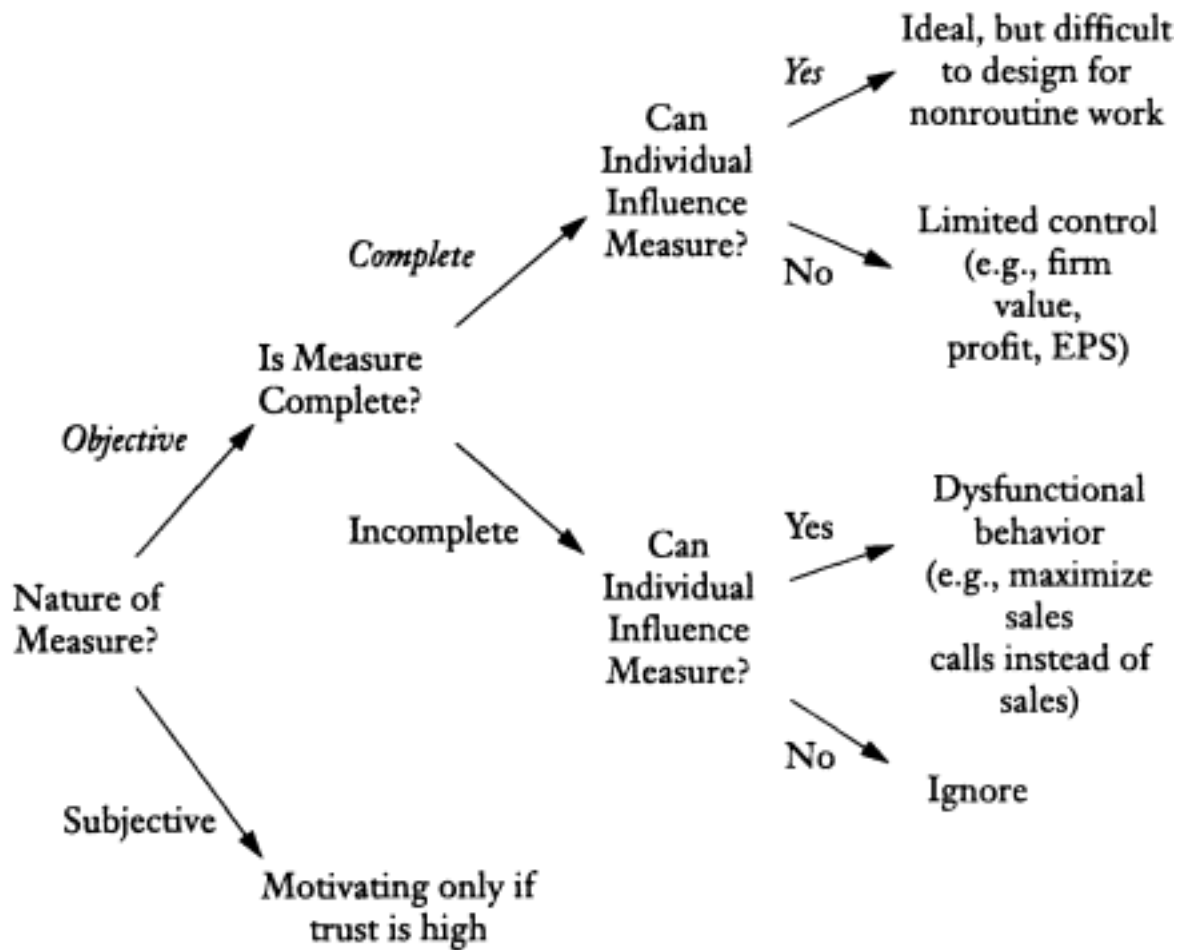 Nature of
Measure?
Objective
Subjective
Motivating only if
trust is high
Is Measure
Complete?
Complete
Incomplete
Can
Individual
Influence
Measure?
Yes
Ideal, but difficult
to design for
nonroutine work
No
Limited control
(e.g., firm
value,
profit, EPS)
Can
Individual
Influence
Measure?
Yes
Dysfunctional
behavior
(e.g., maximize
sales
calls instead of
sales)
No
Ignore